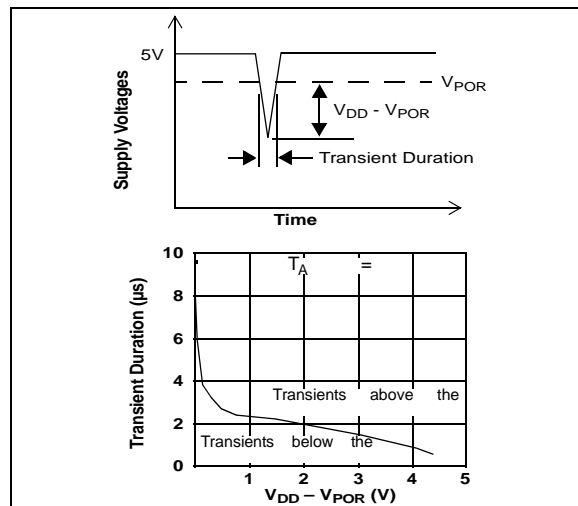 5V
V_POR
V_DD - V_POR
Transient Duration
Supply Voltages
Time
10
T_A =
8
6
4
Transients above the
2
Transients below the
0
1 2 3 4 5
Transient Duration (µs)
V_DD – V_POR (V)